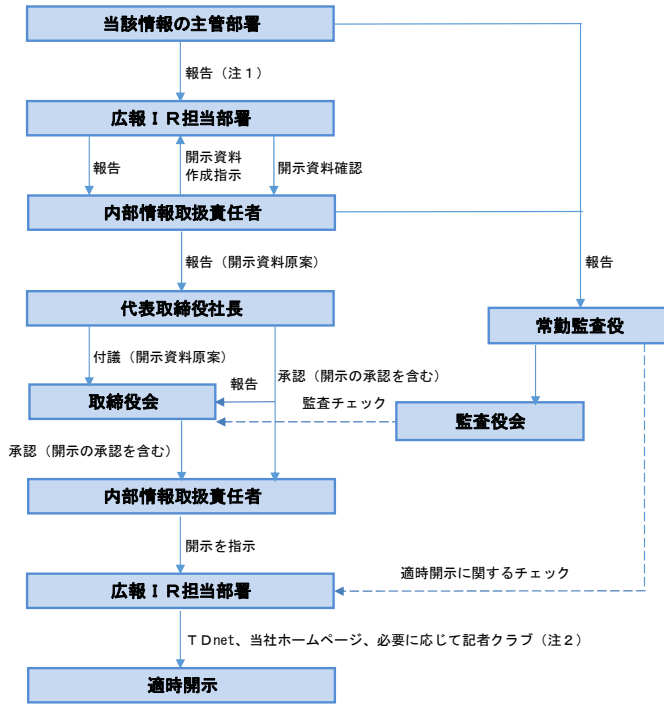 当該情報の主管部署
報告（注１）
広報ＩＲ担当部署
報告
開示資料
作成指示
開示資料確認
内部情報取扱責任者
報告
報告（開示資料原案）
代表取締役社長
常勤監査役
付議（開示資料原案）
承認（開示の承認を含む）
報告
取締役会
監査チェック
監査役会
承認（開示の承認を含む）
内部情報取扱責任者
開示を指示
適時開示に関するチェック
広報ＩＲ担当部署
ＴＤnet、当社ホームページ、必要に応じて記者クラブ（注２）
適時開示